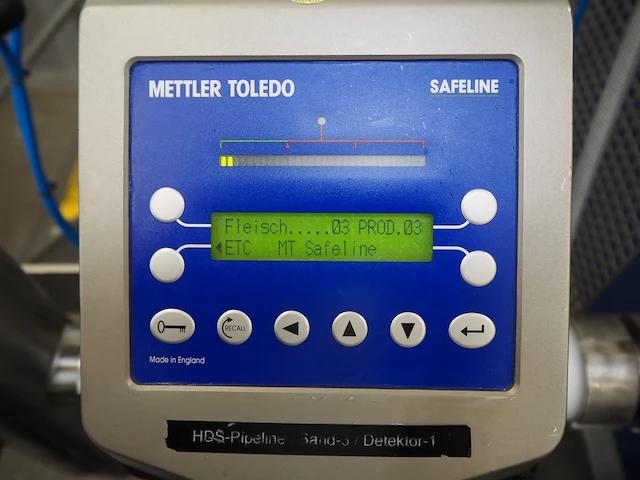 METTLER TOLEDO
SAFELINE
Fleisch.....03 PROD.03
ETC MT Safeline
RECALL
Made in England
HDS-Pipeline / Detektor-1